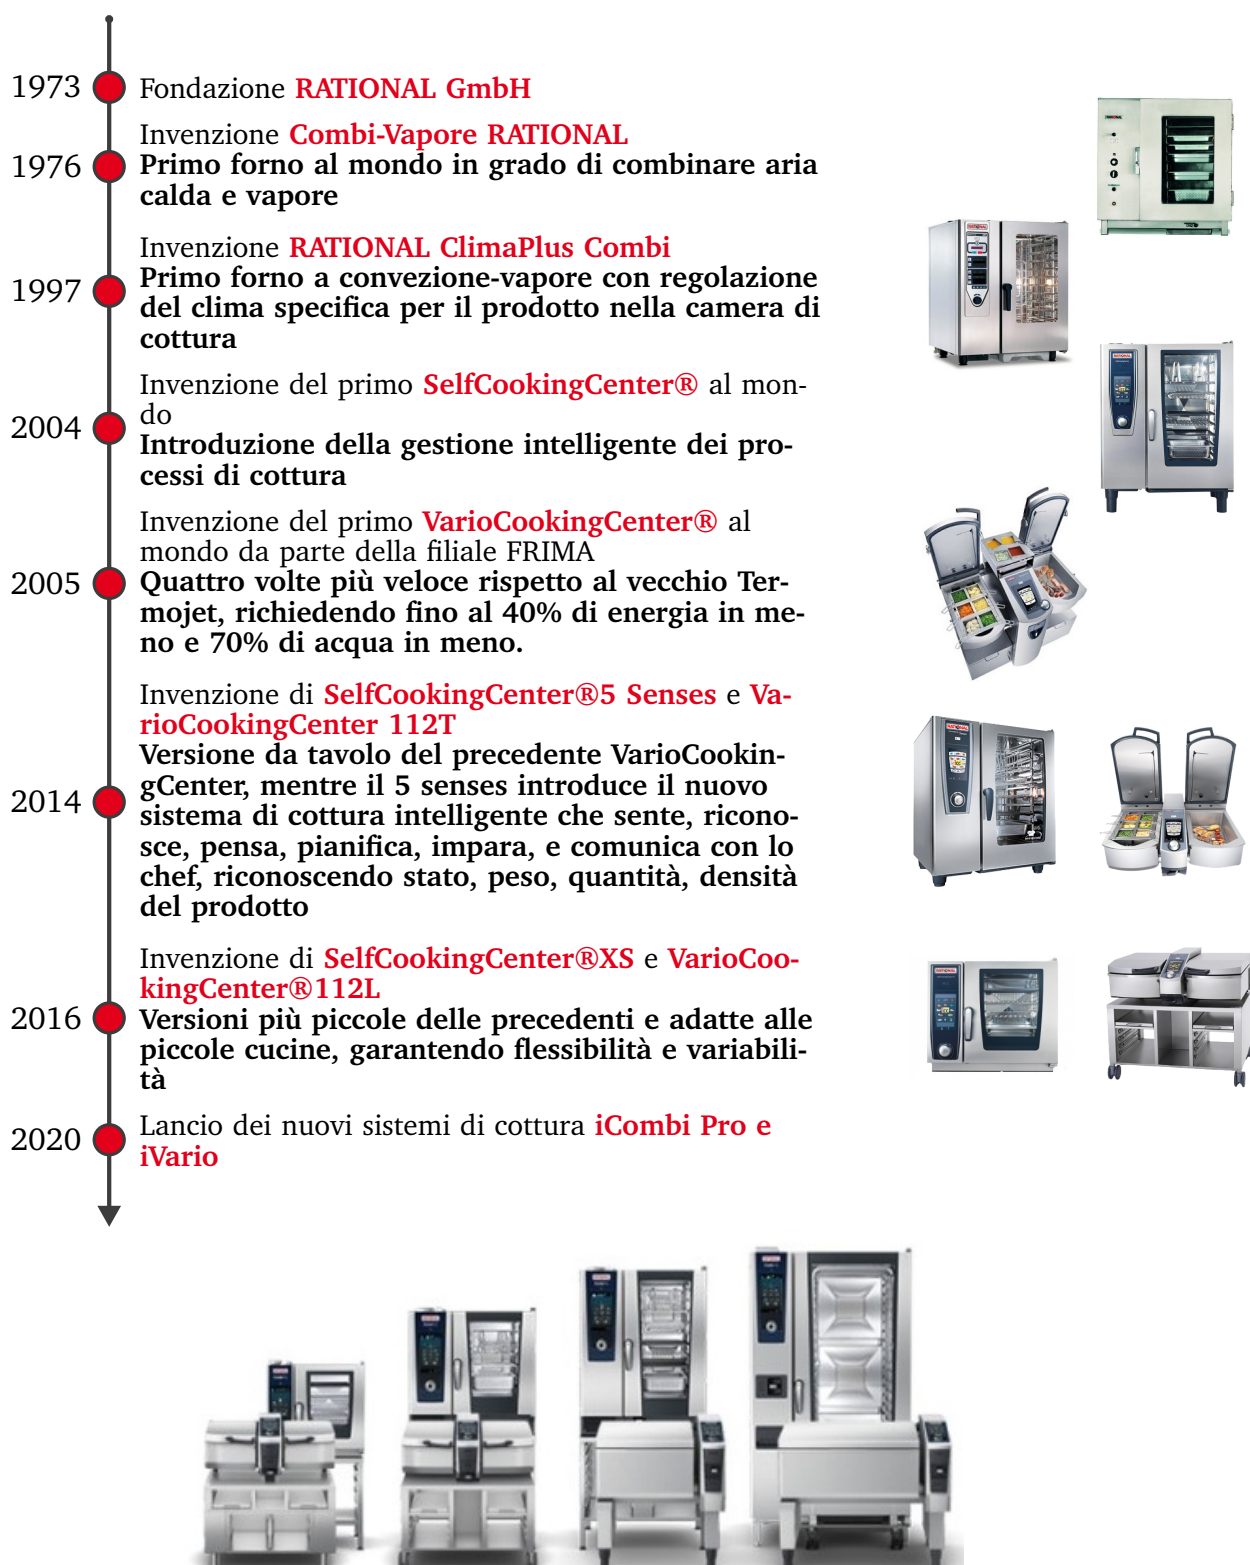 1973
Fondazione RATIONAL GmbH
Invenzione Combi-Vapore RATIONAL
1976
Primo forno al mondo in grado di combinare aria
calda e vapore
Invenzione RATIONAL ClimaPlus Combi
1997
Primo forno a convezione-vapore con regolazione
del clima specifica per il prodotto nella camera di
cottura
Invenzione del primo SelfCookingCenter® al mon-
do
2004
Introduzione della gestione intelligente dei pro-
cessi di cottura
Invenzione del primo VarioCookingCenter® al
mondo da parte della filiale FRIMA
2005
Quattro volte più veloce rispetto al vecchio Ter-
mojet, richiedendo fino al 40% di energia in me-
no e 70% di acqua in meno.
Invenzione di SelfCookingCenter®5 Senses e Va-
rioCookingCenter 112T
Versione da tavolo del precedente VarioCookin-
gCenter, mentre il 5 senses introduce il nuovo
2014
sistema di cottura intelligente che sente, ricono-
sce, pensa, pianifica, impara, e comunica con lo
chef, riconoscendo stato, peso, quantità, densità
del prodotto
Invenzione di SelfCookingCenter®XS e VarioCoo-
kingCenter®112L
2016
Versioni più piccole delle precedenti e adatte alle
piccole cucine, garantendo flessibilità e variabili-
tà
2020
Lancio dei nuovi sistemi di cottura iCombi Pro e
iVario